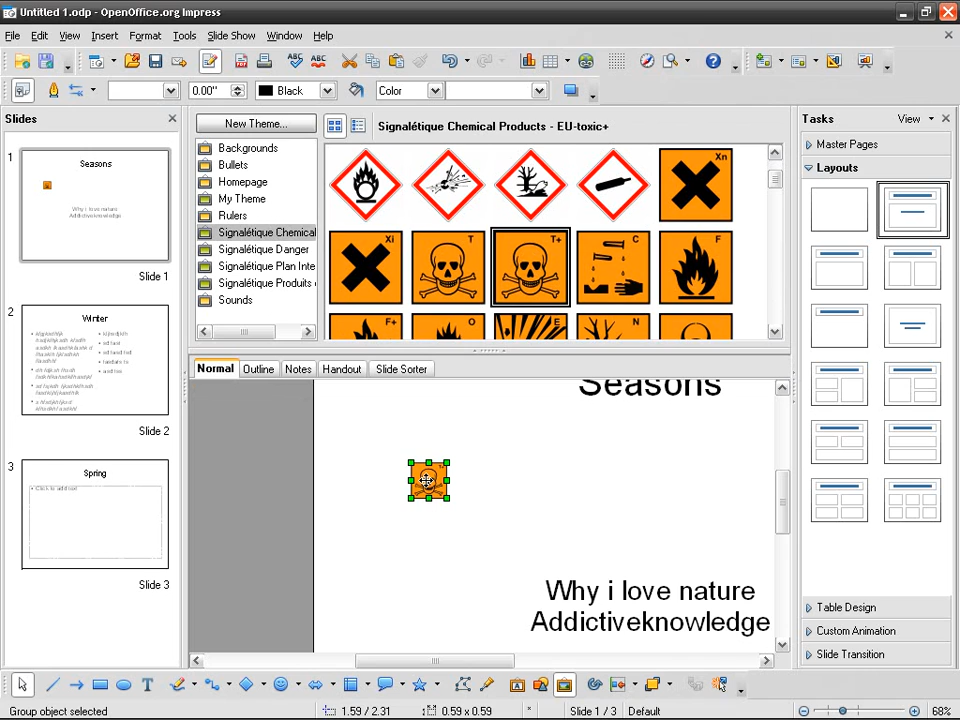 Untitled 1.odp - OpenOffice.org Impress
File Edit View Insert Format Tools Slide Show Window Help
0.00" Black Color
Slides
1
Seasons
Why i love nature
Addictiveknowledge
Slide 1
2
Winter
Slide 2
3
Spring
Click to add text
Slide 3
New Theme...
Backgrounds
Bullets
Homepage
My Theme
Rulers
Signalétique Chemical
Signalétique Danger
Signalétique Plan Inte
Signalétique Produits
Sounds
Signalétique Chemical Products - EU-toxic+
Xn
Xi T T+ C F
F+ O E N
Normal Outline Notes Handout Slide Sorter
Seasons
Why i love nature
Addictiveknowledge
Tasks View
Master Pages
Layouts
Table Design
Custom Animation
Slide Transition
Group object selected 1.59 / 2.31 0.59 x 0.59 * Slide 1 / 3 Default 68%